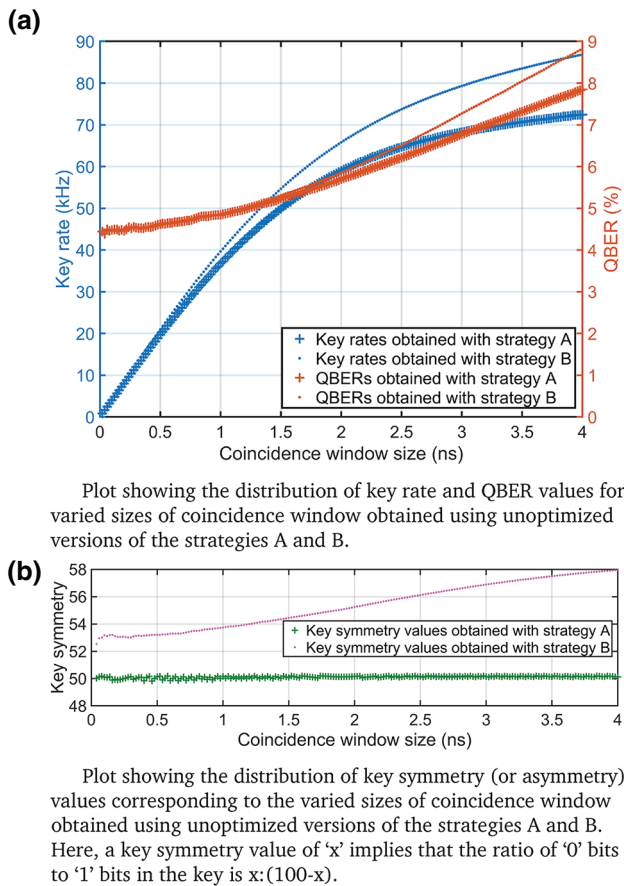 (a)
90
80
70
60
50
40
30
20
10
0
Key rate (kHz)
9
8
7
6
5
4
3
2
1
0
QBER (%)
Key rates obtained with strategy A
Key rates obtained with strategy B
QBERs obtained with strategy A
QBERs obtained with strategy B
0 0.5 1 1.5 2 2.5 3 3.5 4
Coincidence window size (ns)
Plot showing the distribution of key rate and QBER values for
varied sizes of coincidence window obtained using unoptimized
versions of the strategies A and B.
(b)
58
56
54
52
50
48
Key symmetry
Key symmetry values obtained with strategy A
Key symmetry values obtained with strategy B
0 0.5 1 1.5 2 2.5 3 3.5 4
Coincidence window size (ns)
Plot showing the distribution of key symmetry (or asymmetry)
values corresponding to the varied sizes of coincidence window
obtained using unoptimized versions of the strategies A and B.
Here, a key symmetry value of ‘x’ implies that the ratio of ‘0’ bits
to ‘1’ bits in the key is x:(100-x).